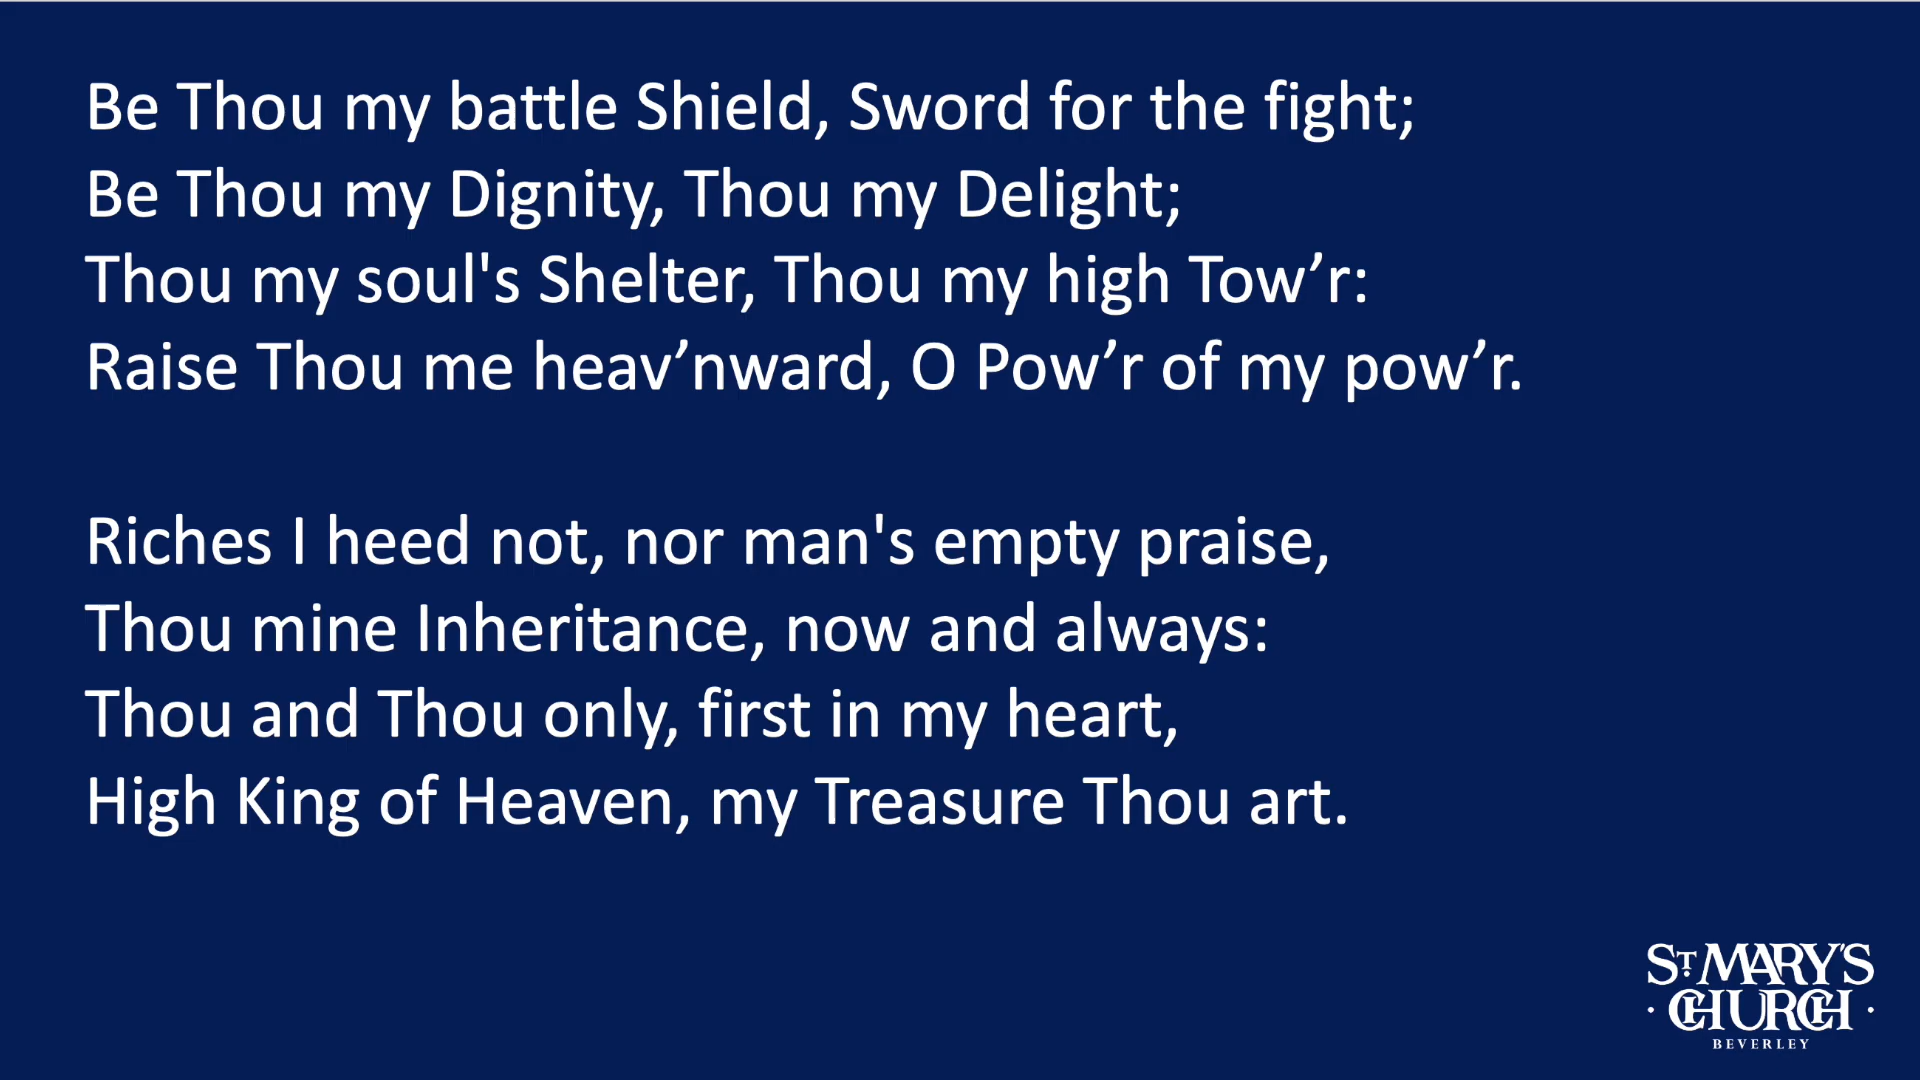 Be Thou my battle Shield, Sword for the fight;
Be Thou my Dignity, Thou my Delight;
Thou my soul's Shelter, Thou my high Tow’r:
Raise Thou me heav’nward, O Pow’r of my pow’r.
Riches I heed not, nor man's empty praise,
Thou mine Inheritance, now and always:
Thou and Thou only, first in my heart,
High King of Heaven, my Treasure Thou art.
ST MARY'S
· CHURCH ·
BEVERLEY